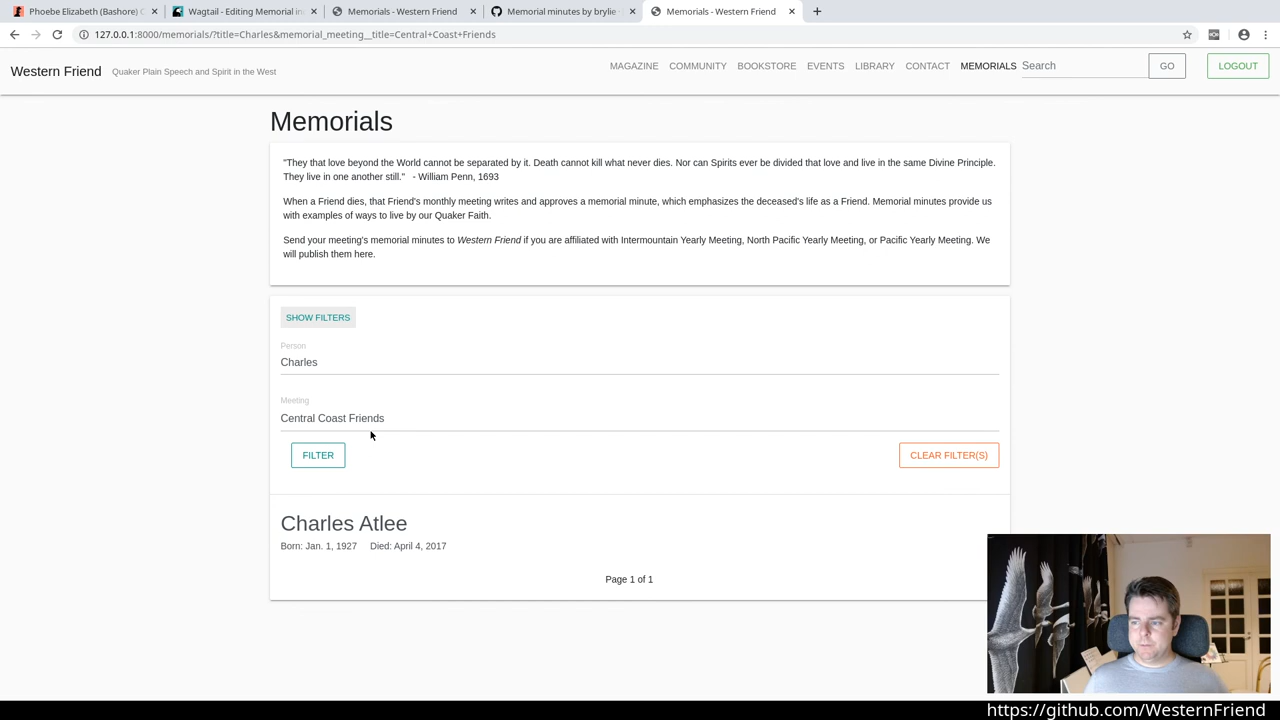 Phoebe Elizabeth (Bashore)
Wagtail - Editing Memorial in
Memorials - Western Friend
Memorial minutes by brylie
Memorials - Western Friend
127.0.0.1:8000/memorials/?title=Charles&memorial_meeting__title=Central+Coast+Friends
Western Friend
Quaker Plain Speech and Spirit in the West
MAGAZINE
COMMUNITY
BOOKSTORE
EVENTS
LIBRARY
CONTACT
MEMORIALS
Search
GO
LOGOUT
Memorials
"They that love beyond the World cannot be separated by it. Death cannot kill what never dies. Nor can Spirits ever be divided that love and live in the same Divine Principle.
They live in one another still."   - William Penn, 1693
When a Friend dies, that Friend's monthly meeting writes and approves a memorial minute, which emphasizes the deceased's life as a Friend. Memorial minutes provide us
with examples of ways to live by our Quaker Faith.
Send your meeting's memorial minutes to Western Friend if you are affiliated with Intermountain Yearly Meeting, North Pacific Yearly Meeting, or Pacific Yearly Meeting. We
will publish them here.
SHOW FILTERS
Person
Charles
Meeting
Central Coast Friends
FILTER
CLEAR FILTER(S)
Charles Atlee
Born: Jan. 1, 1927 Died: April 4, 2017
Page 1 of 1
https://github.com/WesternFriend